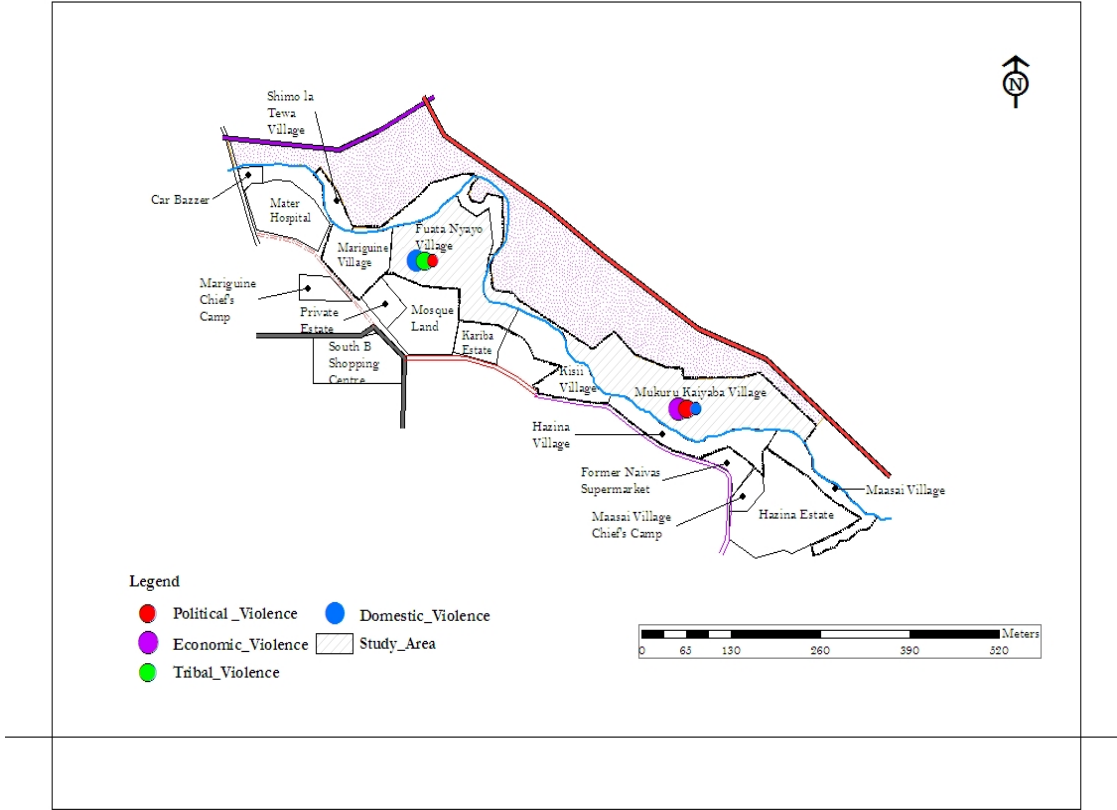 N
Shimo la
Tewa
Village
Car Bazzer
Mater
Hospital
Fuata Nyayo
Village
Mariguine
Village
Mariguine
Chief's
Camp
Private
Estate
Mosque
Land
Kariba
Estate
South B
Shopping
Centre
Kisii
Village
Mukuru Kaiyaba Village
Hazina
Village
Former Naivas
Supermarket
Maasai Village
Maasai Village
Chief's Camp
Hazina Estate
Legend
Political _Violence
Domestic_Violence
Economic_Violence
Study_Area
Tribal_Violence
Meters
0 65 130 260 390 520